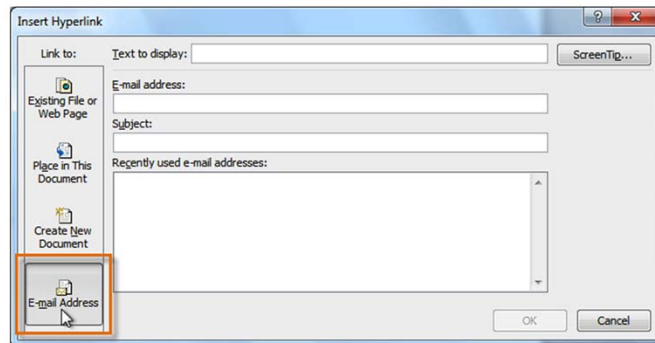 Insert Hyperlink
Link to:
Text to display:
ScreenTip...
Existing File or
Web Page
E-mail address:
Subject:
Place in This
Document
Recently used e-mail addresses:
Create New
Document
E-mail Address
OK
Cancel